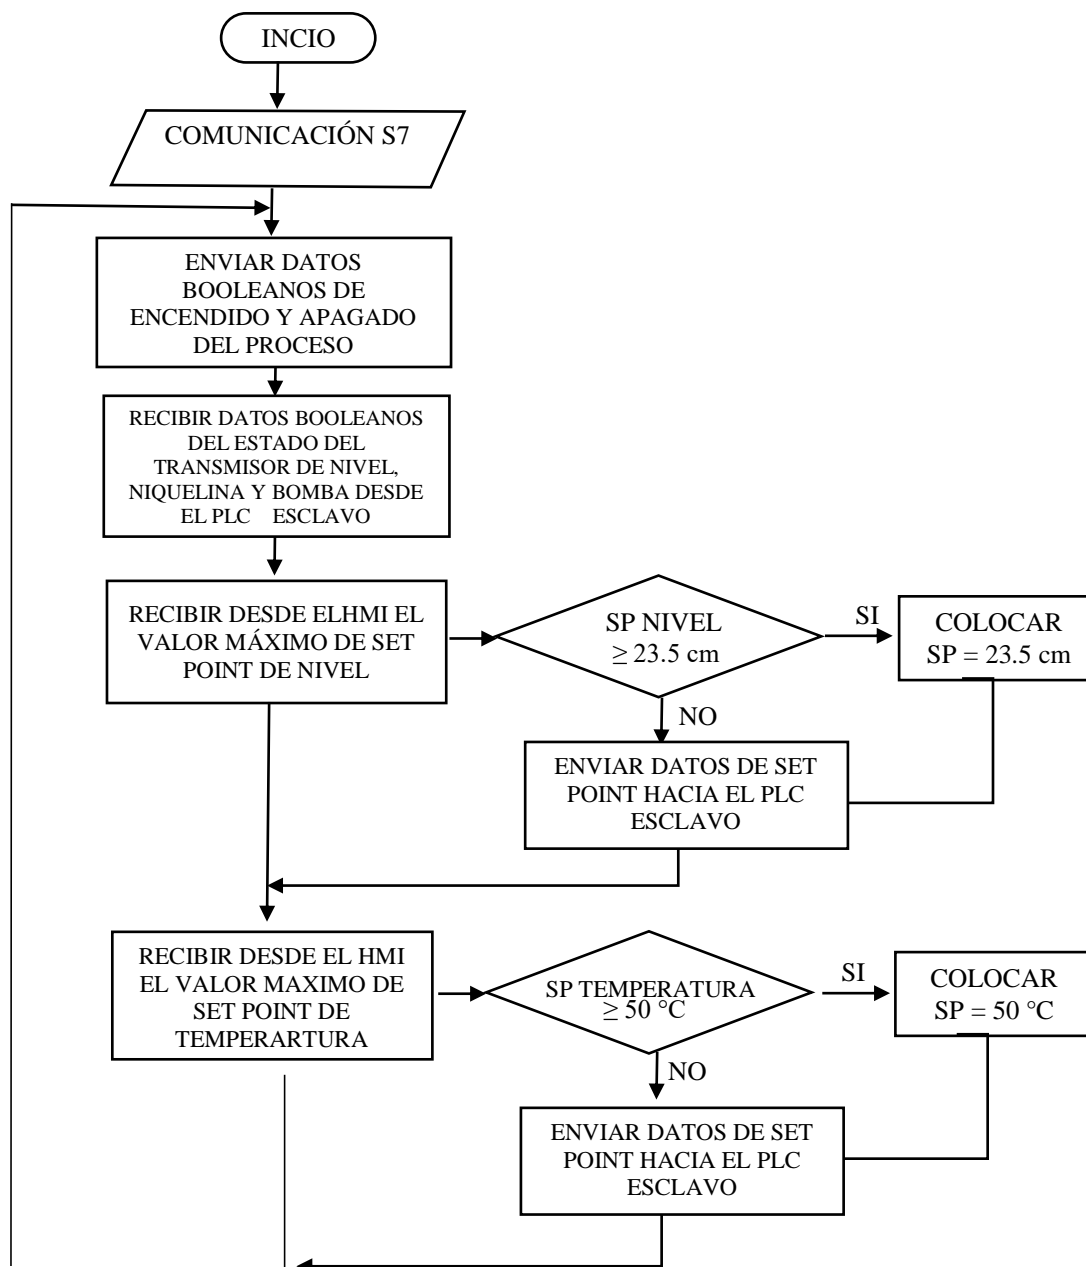 INCIO
COMUNICACIÓN S7
ENVIAR DATOS
BOOLEANOS DE
ENCENDIDO Y APAGADO
DEL PROCESO
RECIBIR DATOS BOOLEANOS
DEL ESTADO DEL
TRANSMISOR DE NIVEL,
NIQUELINA Y BOMBA DESDE
EL PLC ESCLAVO
RECIBIR DESDE ELHMI EL
VALOR MÁXIMO DE SET
POINT DE NIVEL
SP NIVEL
≥ 23.5 cm
SI
COLOCAR
SP = 23.5 cm
NO
ENVIAR DATOS DE SET
POINT HACIA EL PLC
ESCLAVO
RECIBIR DESDE EL HMI
EL VALOR MAXIMO DE
SET POINT DE
TEMPERARTURA
SP TEMPERATURA
≥ 50 °C
SI
COLOCAR
SP = 50 °C
NO
ENVIAR DATOS DE SET
POINT HACIA EL PLC
ESCLAVO